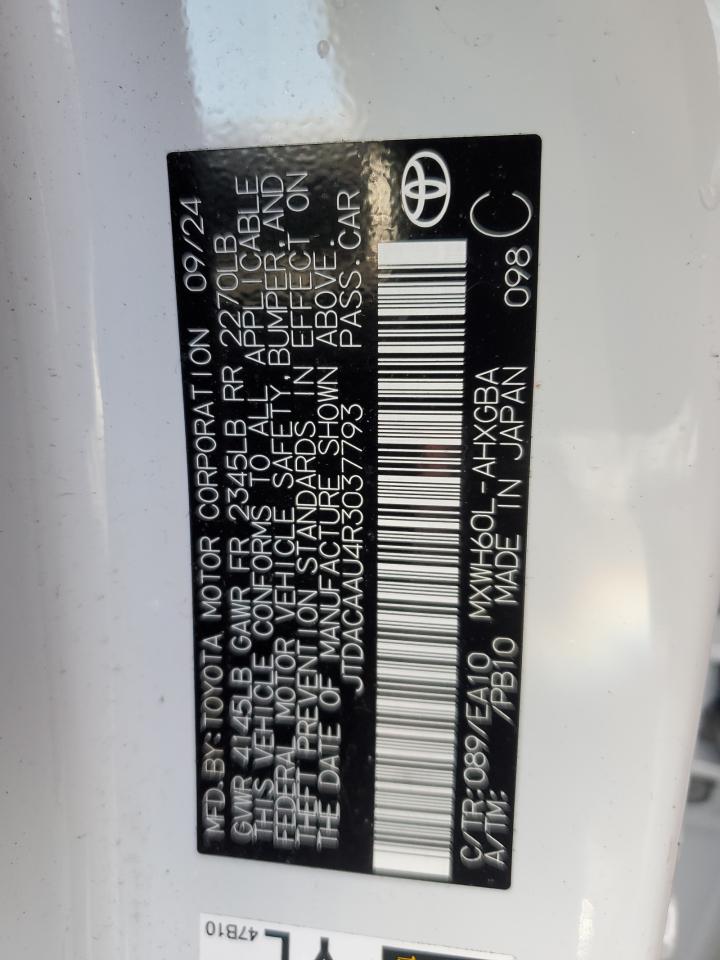 MFD.BY:TOYOTA MOTOR CORPORATION 09/24
GVWR 4145LB GAWR FR 2345LB RR 2270LB
THIS VEHICLE CONFORMS TO ALL APPLICABLE
FEDERAL MOTOR VEHICLE SAFETY,BUMPER,AND
THEFT PREVENTION STANDARDS IN EFFECT ON
THE DATE OF MANUFACTURE SHOWN ABOVE.
JTDACAAU4R3037793 PASS.CAR
C/TR:089/EA10 MXWH60L-AHXGBA 098 C
A/TM: /PB10 MADE IN JAPAN
47B10
YL